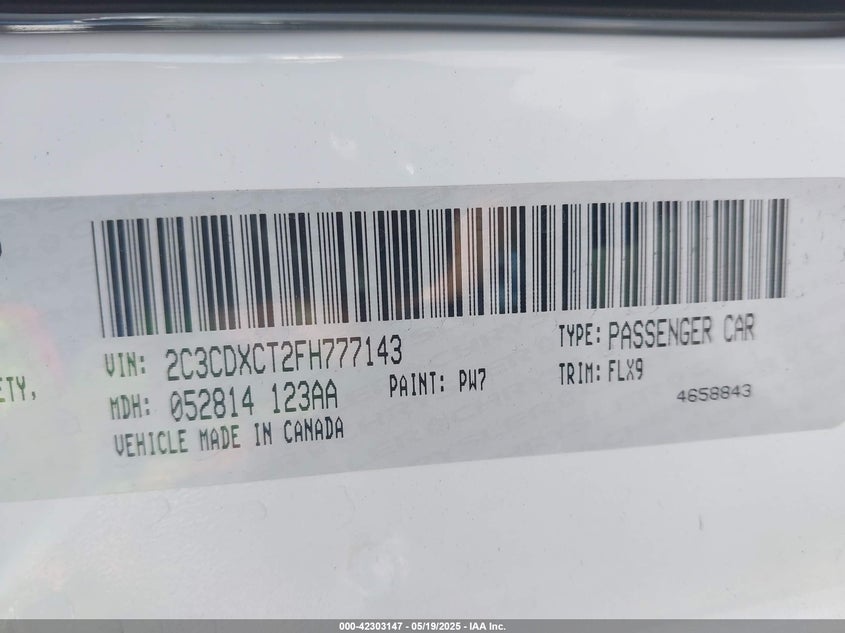 ETY,
VIN: 2C3CDXCT2FH777143
TYPE: PASSENGER CAR
MDH: 052814 123AA
PAINT: PW7
TRIM: FLX9
VEHICLE MADE IN CANADA
4658843
000-42303147 - 05/19/2025 - IAA Inc.